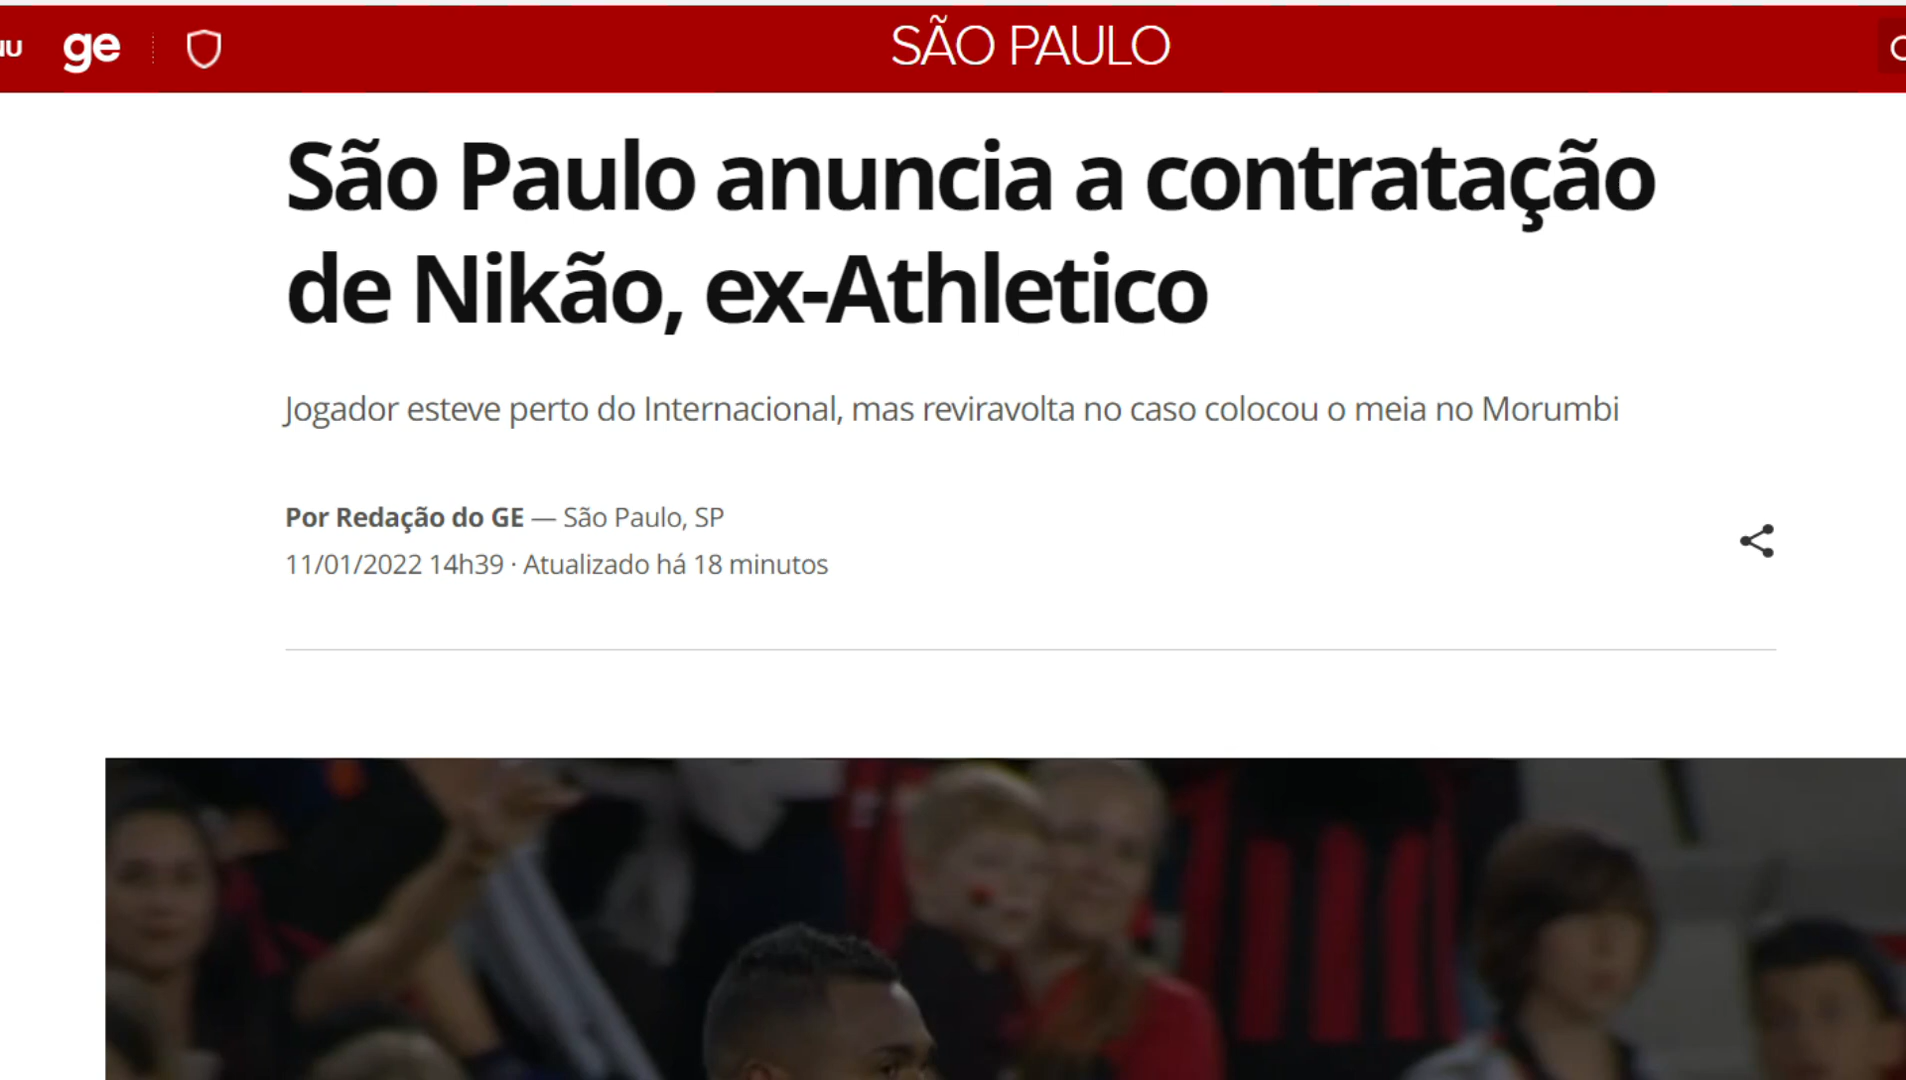 NU ge SÃO PAULO
São Paulo anuncia a contratação
de Nikão, ex-Athletico
Jogador esteve perto do Internacional, mas reviravolta no caso colocou o meia no Morumbi
Por Redação do GE — São Paulo, SP
11/01/2022 14h39 · Atualizado há 18 minutos